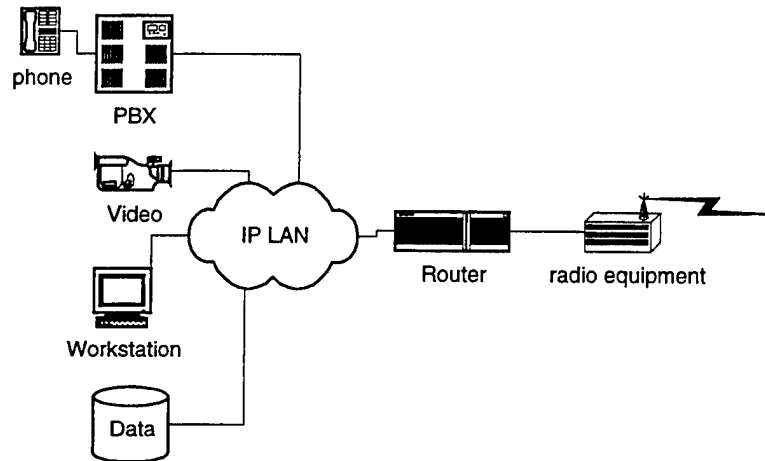 phone
PBX
Video
IP LAN
Router
radio equipment
Workstation
Data